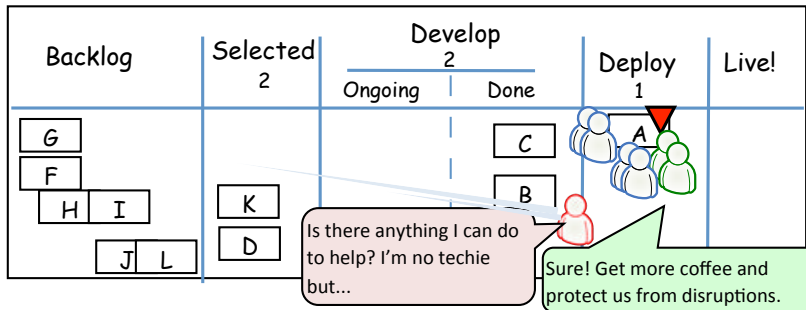 Backlog
Selected
2
Develop
2
Ongoing
Done
Deploy
1
Live!
G
F
H
I
J
L
K
D
C
B
A
Is there anything I can do
to help? I'm no techie
but...
Sure! Get more coffee and
protect us from disruptions.